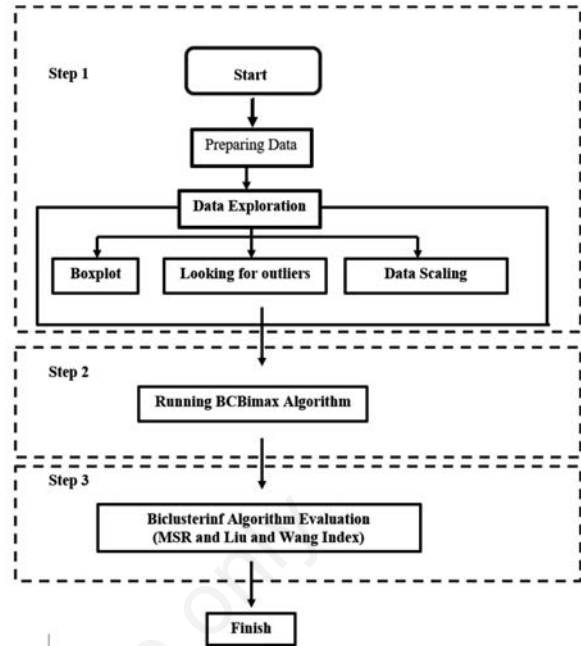 Step 1
Start
Preparing Data
Data Exploration
Boxplot
Looking for outliers
Data Scaling
Step 2
Running BCBimax Algorithm
Step 3
Biclusterinf Algorithm Evaluation
(MSR and Liu and Wang Index)
Finish
only